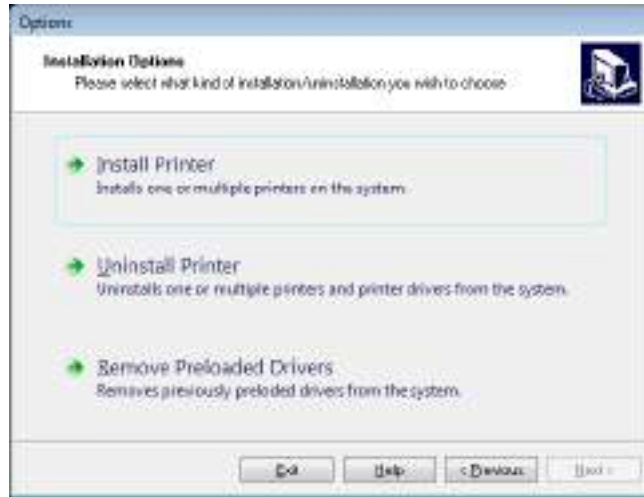 Options
Installation Options
Please select what kind of installation/uninstallation you wish to choose
Install Printer
Installs one or multiple printers on the system.
Uninstall Printer
Uninstalls one or multiple printers and printer drivers from the system.
Remove Preloaded Drivers
Removes previously preloded drivers from the system.
Exit Help < Previous Next >